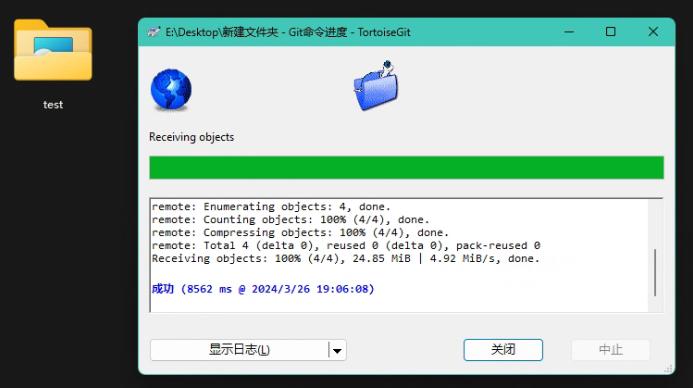 test
E:\Desktop\新建文件夹 - Git命令进度 - TortoiseGit
Receiving objects
remote: Enumerating objects: 4, done.
remote: Counting objects: 100% (4/4), done.
remote: Compressing objects: 100% (4/4), done.
remote: Total 4 (delta 0), reused 0 (delta 0), pack-reused 0
Receiving objects: 100% (4/4), 24.85 MiB | 4.92 MiB/s, done.
成功 (8562 ms @ 2024/3/26 19:06:08)
显示日志(L)
关闭
中止